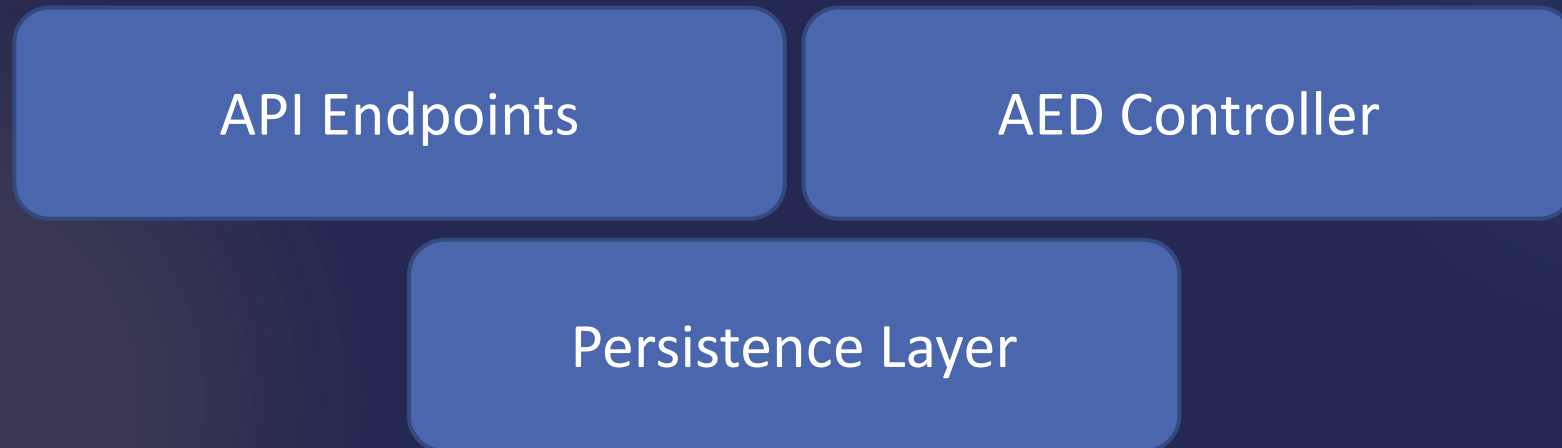 API Endpoints
AED Controller
Persistence Layer